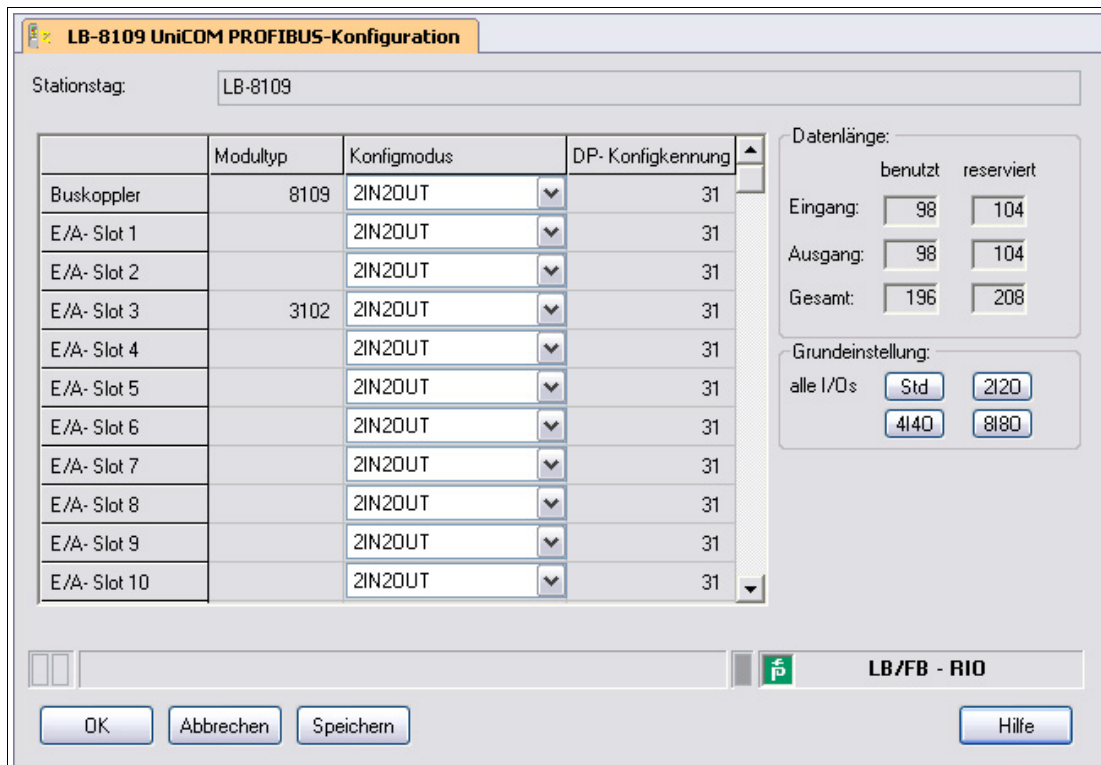 LB-8109 UniCOM PROFIBUS-Konfiguration
Stationstag: LB-8109
Modultyp Konfigmodus DP- Konfigkennung
Buskoppler 8109 2IN2OUT 31
E/A- Slot 1 2IN2OUT 31
E/A- Slot 2 2IN2OUT 31
E/A- Slot 3 3102 2IN2OUT 31
E/A- Slot 4 2IN2OUT 31
E/A- Slot 5 2IN2OUT 31
E/A- Slot 6 2IN2OUT 31
E/A- Slot 7 2IN2OUT 31
E/A- Slot 8 2IN2OUT 31
E/A- Slot 9 2IN2OUT 31
E/A- Slot 10 2IN2OUT 31
Datenlänge:
benutzt reserviert
Eingang: 98 104
Ausgang: 98 104
Gesamt: 196 208
Grundeinstellung:
alle I/Os Std 2I2O
4I4O 8I8O
LB/FB - RIO
OK Abbrechen Speichern Hilfe